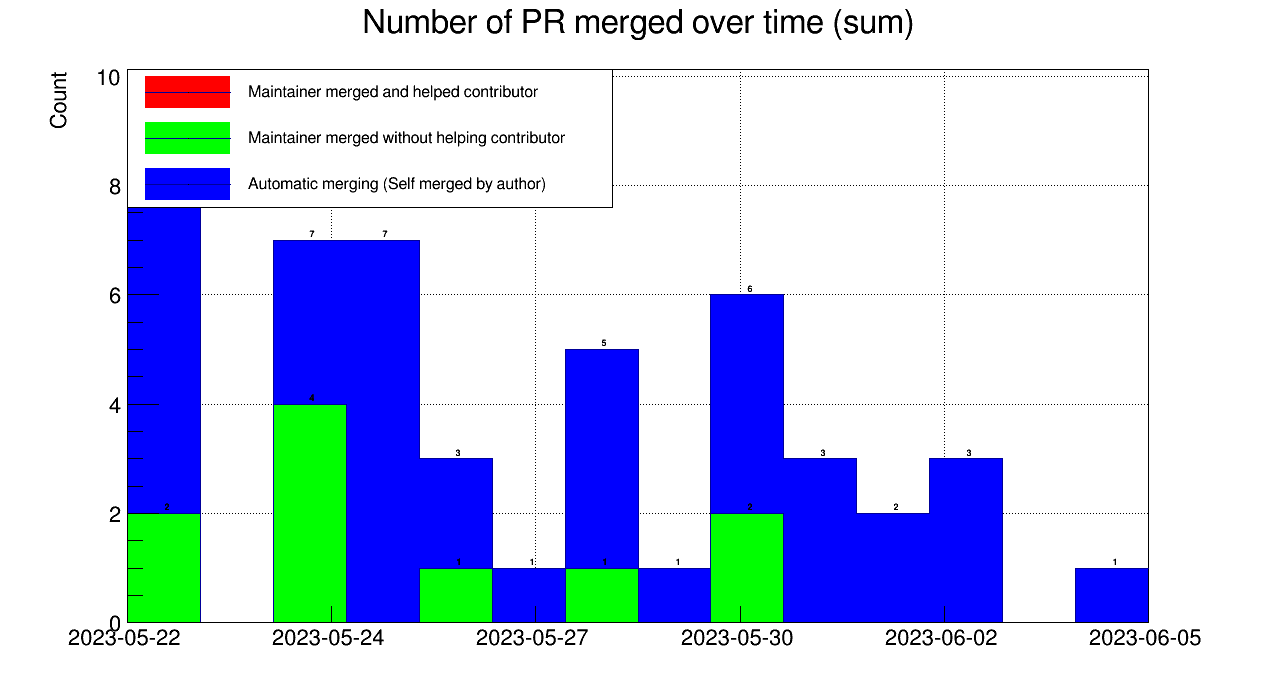 Number of PR merged over time (sum)
Count
10
8
6
4
2
0
Maintainer merged and helped contributor
Maintainer merged without helping contributor
Automatic merging (Self merged by author)
7 7
6
5
4
3 3 3
2 2 2
1 1 1 1 1
2023-05-22 2023-05-24 2023-05-27 2023-05-30 2023-06-02 2023-06-05